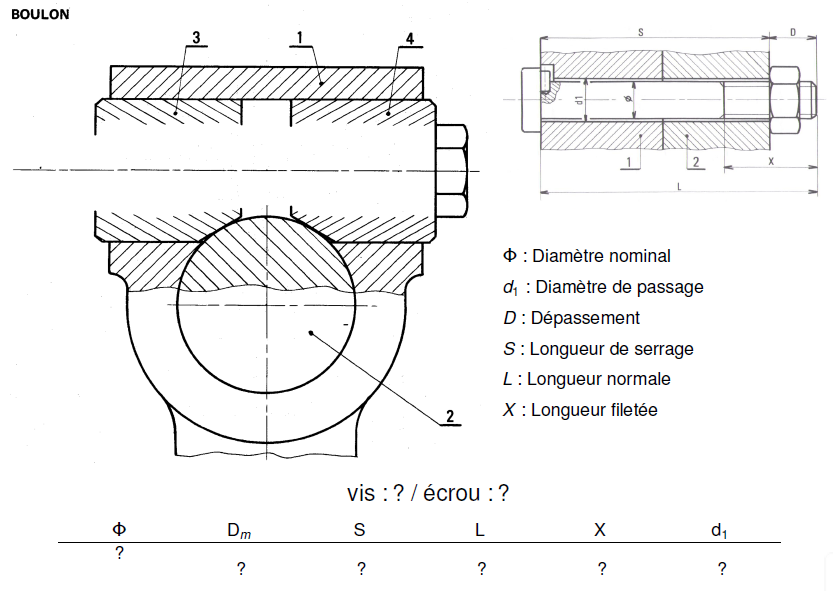 BOULON
3 1 4
S D
d1 Φ
1 2 X
L
Φ : Diamètre nominal
d1 : Diamètre de passage
D : Dépassement
S : Longueur de serrage
L : Longueur normale
X : Longueur filetée
2
vis : ? / écrou : ?
Φ Dm S L X d1
?
? ? ? ? ?